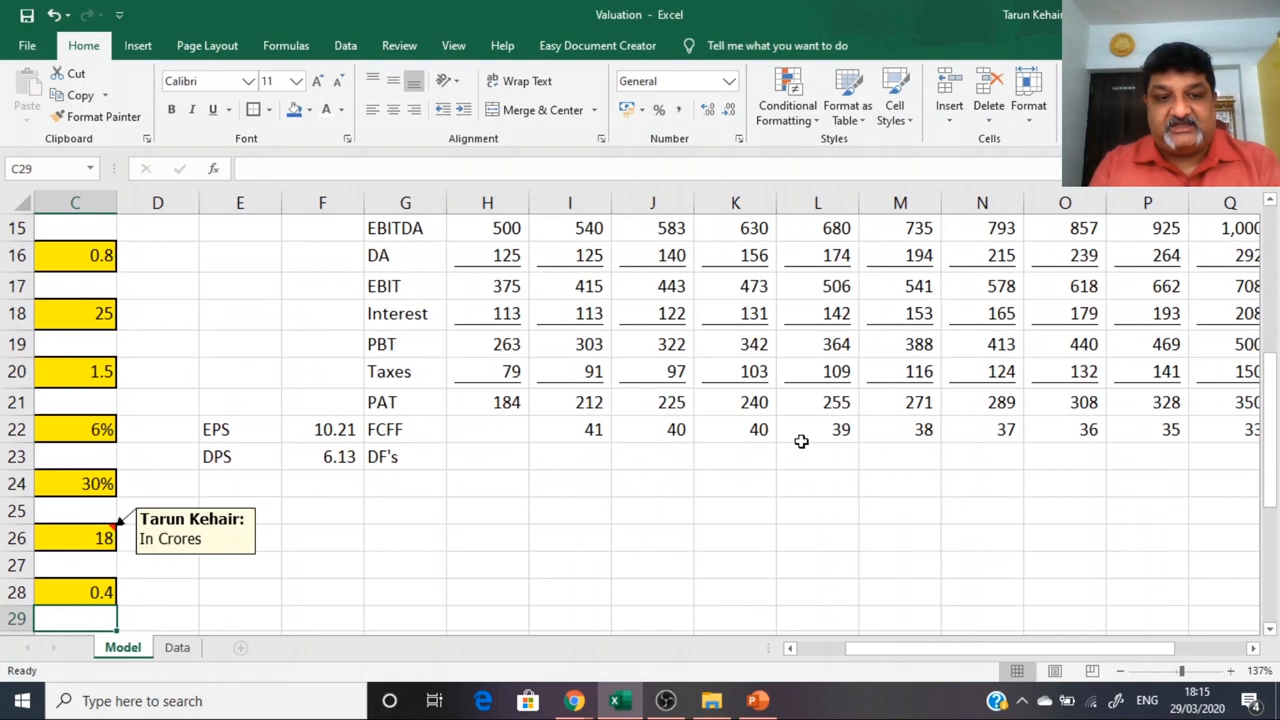 Valuation - Excel
Tarun Kehair
File Home Insert Page Layout Formulas Data Review View Help Easy Document Creator Tell me what you want to do
Paste
Cut
Copy
Format Painter
Calibri 11
B I U
A
Wrap Text
Merge & Center
General
%
Conditional Formatting
Format as Table
Cell Styles
Insert
Delete
Format
Clipboard Font Alignment Number Styles Cells
C29 fx
C D E F G H I J K L M N O P Q
15 EBITDA 500 540 583 630 680 735 793 857 925 1,000
16 0.8 DA 125 125 140 156 174 194 215 239 264 292
17 EBIT 375 415 443 473 506 541 578 618 662 708
18 25 Interest 113 113 122 131 142 153 165 179 193 208
19 PBT 263 303 322 342 364 388 413 440 469 500
20 1.5 Taxes 79 91 97 103 109 116 124 132 141 150
21 PAT 184 212 225 240 255 271 289 308 328 350
22 6% EPS 10.21 FCFF 41 40 40 39 38 37 36 35 33
23 DPS 6.13 DF's
24 30%
25
26 18
Tarun Kehair:
In Crores
27
28 0.4
29
Model Data
Ready
137%
Type here to search
ENG
18:15
29/03/2020
4